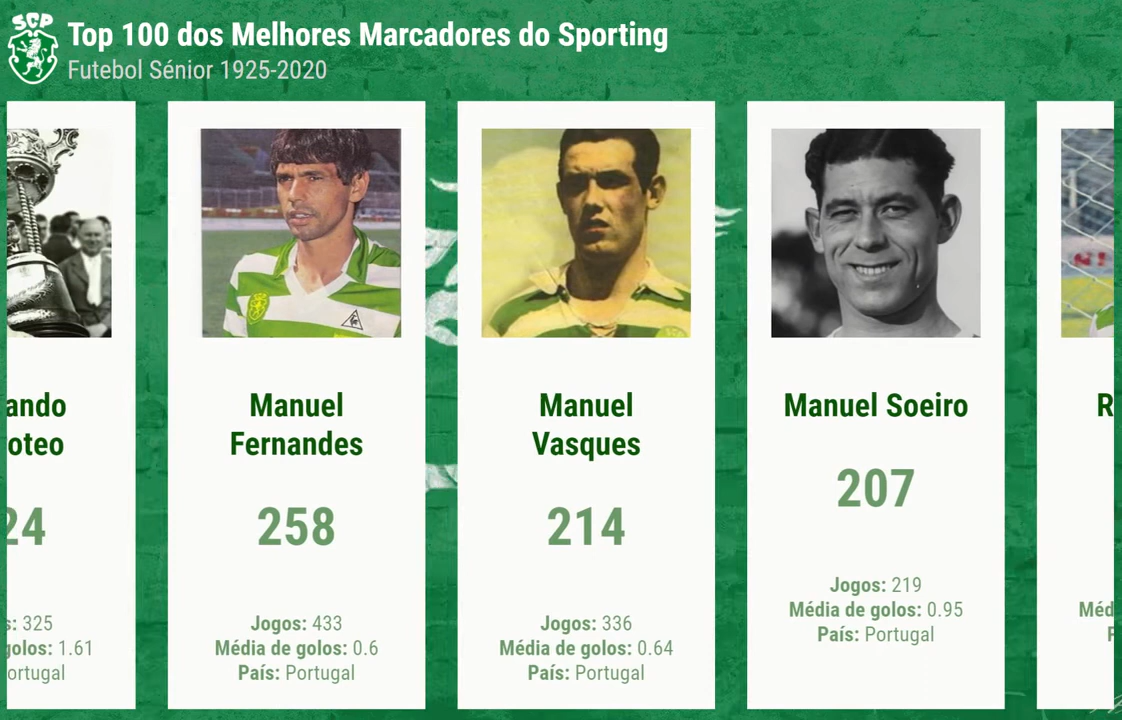 SCP
Top 100 dos Melhores Marcadores do Sporting
Futebol Sénior 1925-2020
ando
oteo
24
s: 325
golos: 1.61
ortugal
Manuel
Fernandes
258
Jogos: 433
Média de golos: 0.6
País: Portugal
Manuel
Vasques
214
Jogos: 336
Média de golos: 0.64
País: Portugal
Manuel Soeiro
207
Jogos: 219
Média de golos: 0.95
País: Portugal
R
Méd
P